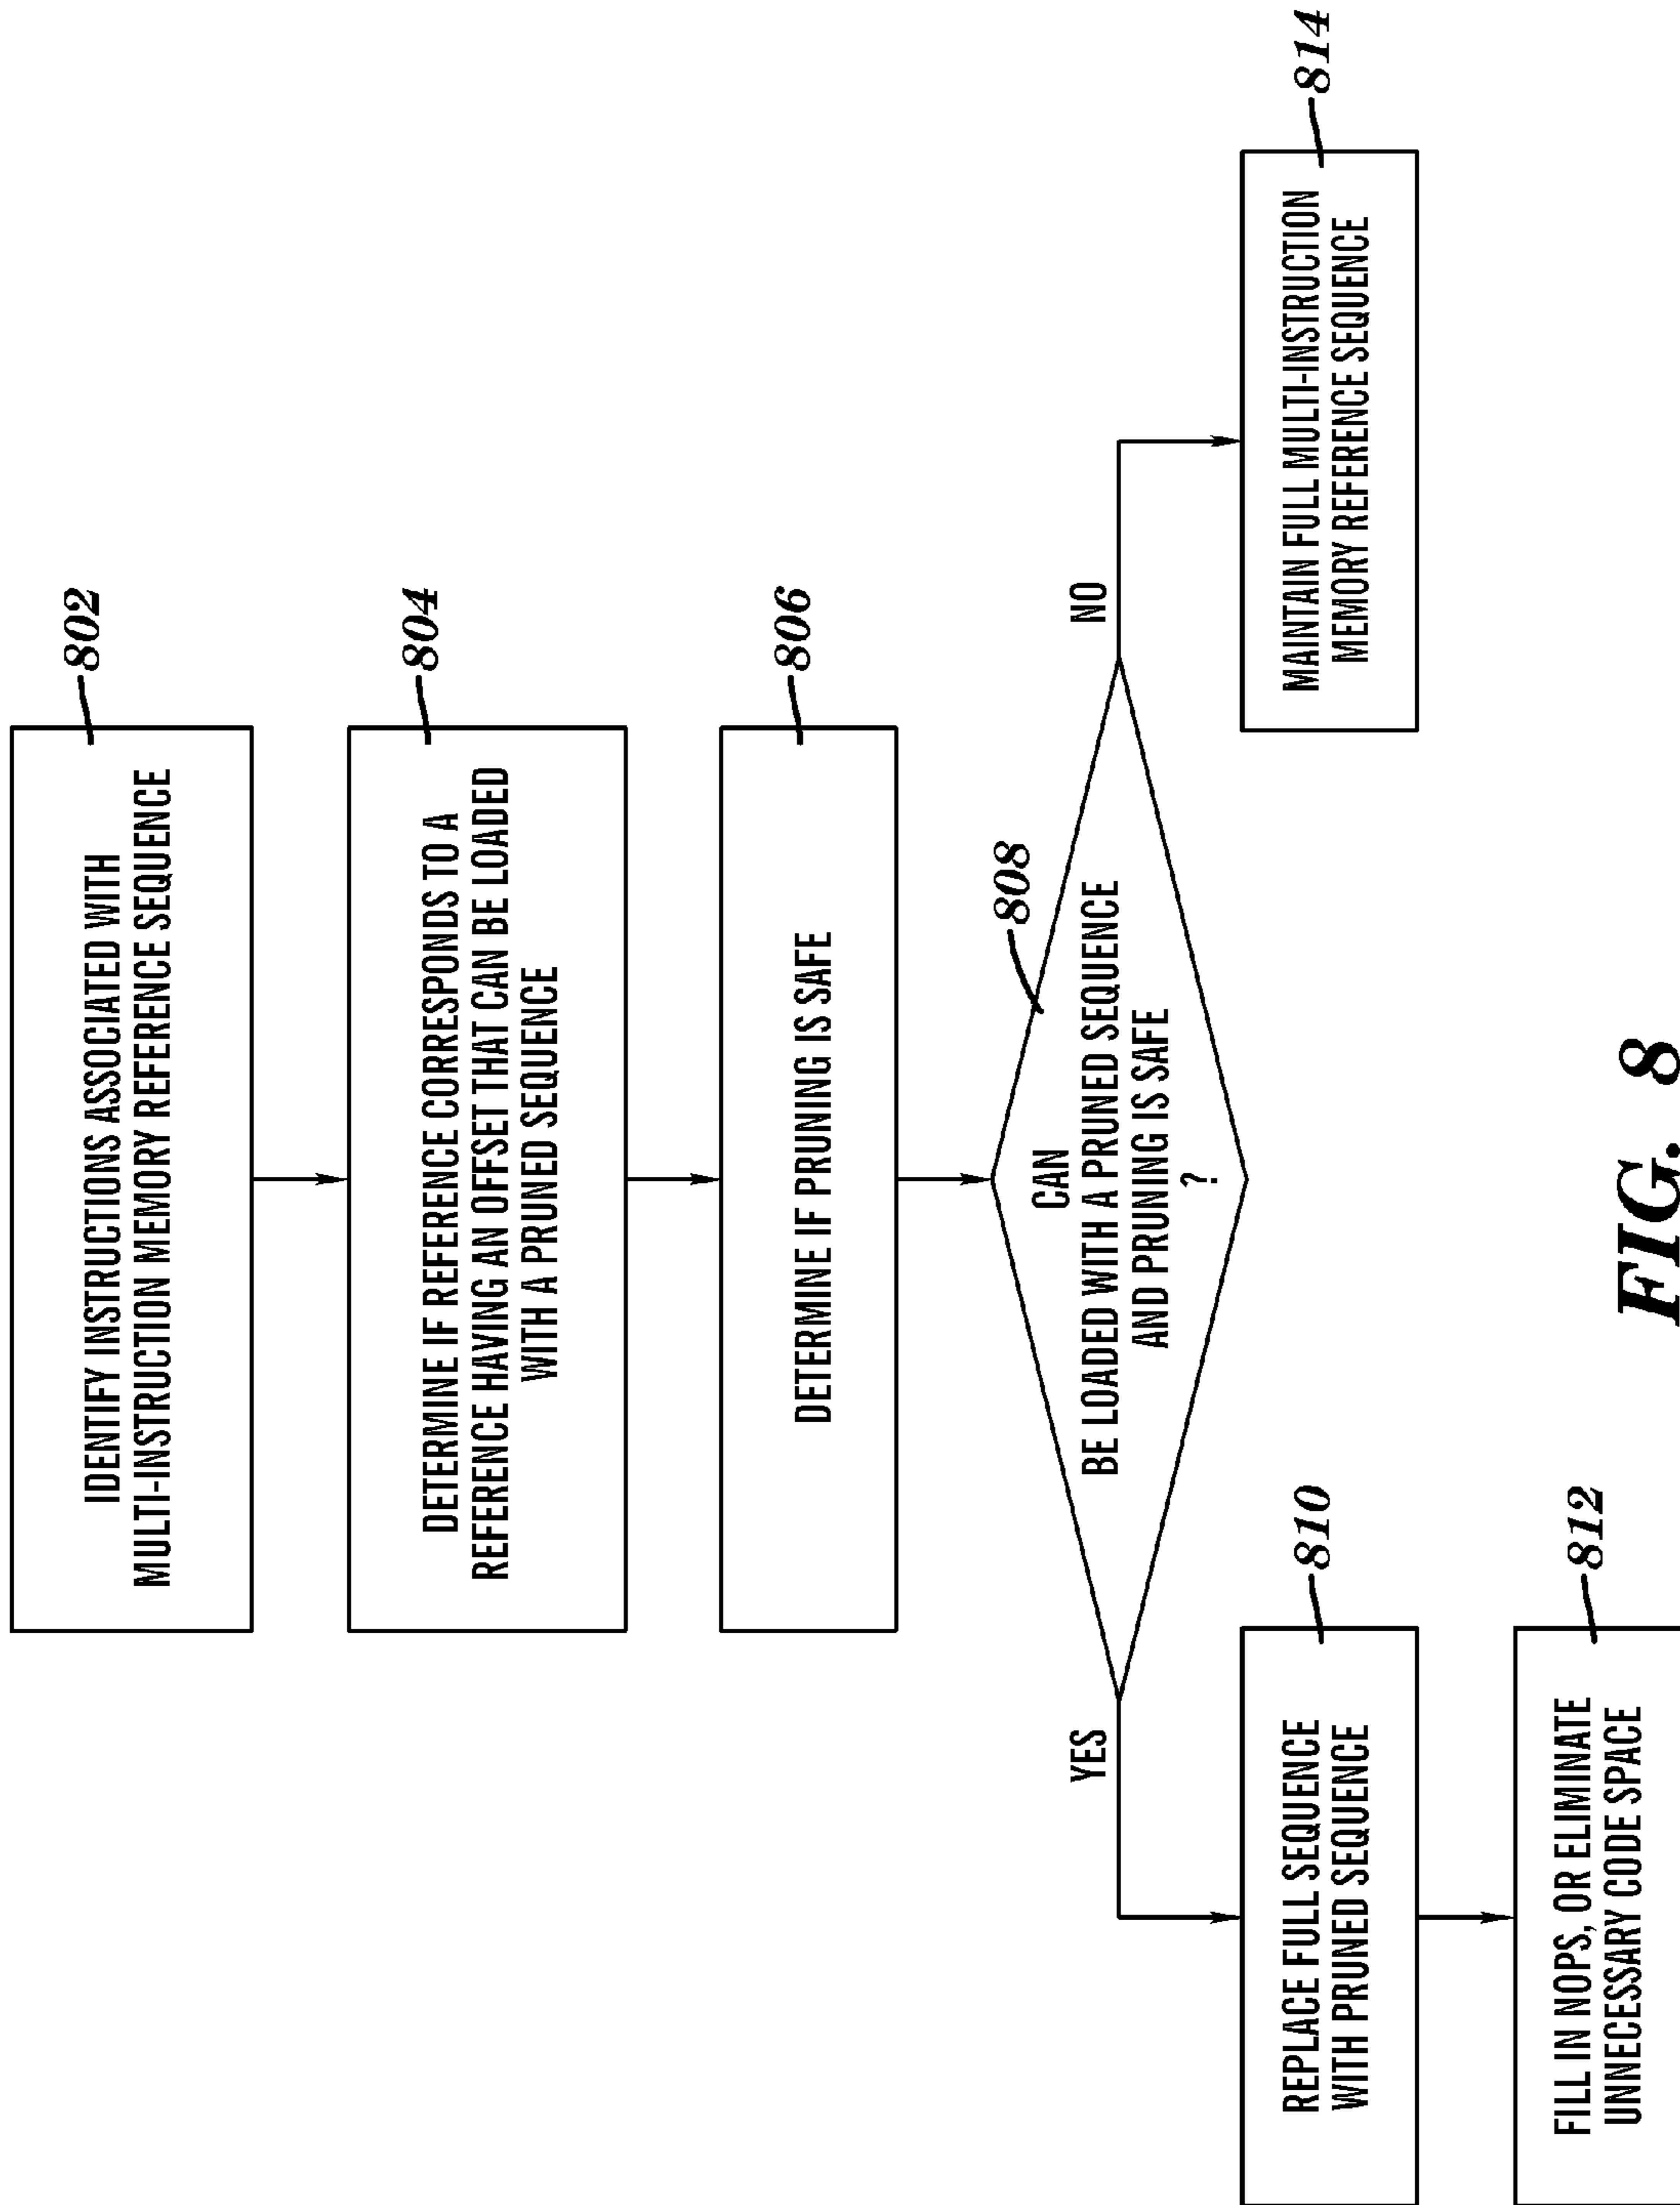 802
IDENTIFY INSTRUCTIONS ASSOCIATED WITH
MULTI-INSTRUCTION MEMORY REFERENCE SEQUENCE
804
DETERMINE IF REFERENCE CORRESPONDS TO A
REFERENCE HAVING AN OFFSET THAT CAN BE LOADED
WITH A PRUNED SEQUENCE
806
DETERMINE IF PRUNING IS SAFE
808
CAN
BE LOADED WITH A PRUNED SEQUENCE
AND PRUNING IS SAFE
?
YES
NO
810
REPLACE FULL SEQUENCE
WITH PRUNED SEQUENCE
814
MAINTAIN FULL MULTI-INSTRUCTION
MEMORY REFERENCE SEQUENCE
812
FILL IN NOPS, OR ELIMINATE
UNNECESSARY CODE SPACE
FIG. 8